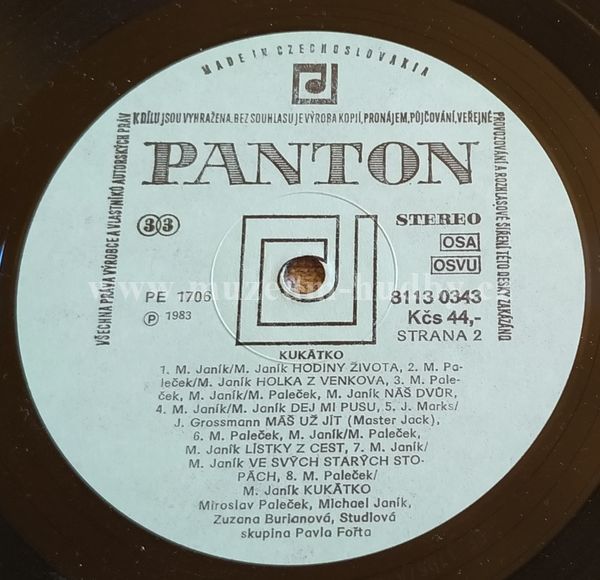 MADE IN CZECHOSLOVAKIA
VŠECHNA PRÁVA VÝROBCE A VLASTNÍKŮ AUTORSKÝCH PRÁV
K DÍLU JSOU VYHRAŽENA. BEZ SOUHLASU JE VÝROBA KOPIÍ, PRONÁJEM, PŮJČOVÁNÍ, VEŘEJNÉ
PROVOZOVÁNÍ A ROZHLASOVÉ ŠÍŘENÍ TÉTO DESKY ZAKÁZÁNO
PANTON
33
STEREO
OSA
OSVU
PE 1706
℗ 1983
8113 0343
Kčs 44,-
STRANA 2
KUKÁTKO
1. M. Janík/M. Janík HODINY ŽIVOTA, 2. M. Pa-
leček/M. Janík HOLKA Z VENKOVA, 3. M. Pale-
ček, M. Janík/M. Paleček, M. Janík NÁŠ DVŮR,
4. M. Janík/M. Janík DEJ MI PUSU, 5. J. Marks/
J. Grossmann MÁŠ UŽ JÍT (Master Jack),
6. M. Paleček, M. Janík/M. Paleček,
M. Janík LÍSTKY Z CEST, 7. M. Janík/
M. Janík VE SVÝCH STARÝCH STO-
PÁCH, 8. M. Paleček/
M. Janík KUKÁTKO
Miroslav Paleček, Michael Janík,
Zuzana Burianová, Studiová
skupina Pavla Fořta